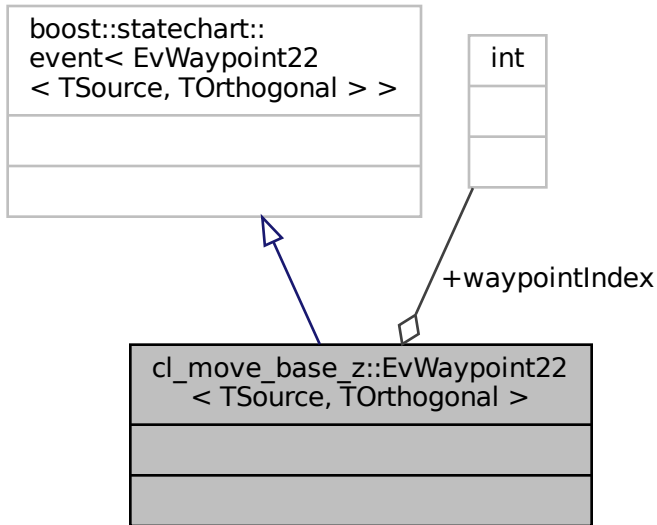 boost::statechart::
event< EvWaypoint22
< TSource, TOrthogonal > >
int
+waypointIndex
cl_move_base_z::EvWaypoint22
< TSource, TOrthogonal >